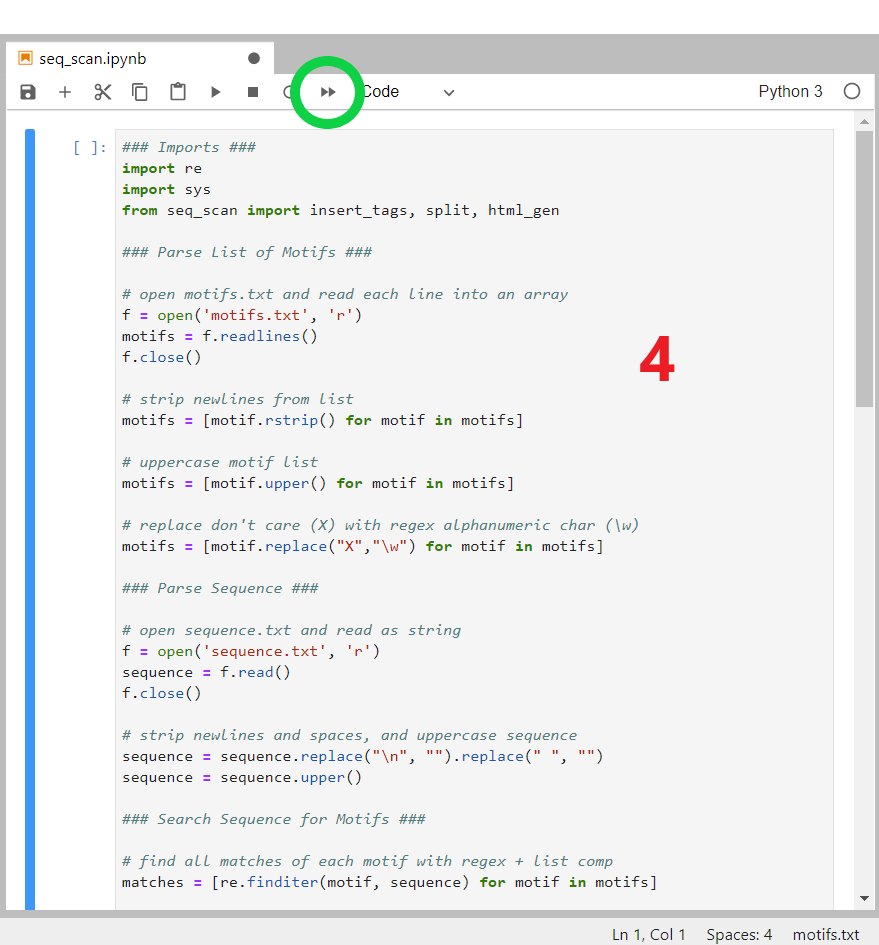 seq_scan.ipynb
Code
Python 3
[ ]:
### Imports ###
import re
import sys
from seq_scan import insert_tags, split, html_gen
### Parse List of Motifs ###
# open motifs.txt and read each line into an array
f = open('motifs.txt', 'r')
motifs = f.readlines()
f.close()
4
# strip newlines from list
motifs = [motif.rstrip() for motif in motifs]
# uppercase motif list
motifs = [motif.upper() for motif in motifs]
# replace don't care (X) with regex alphanumeric char (\w)
motifs = [motif.replace("X","\w") for motif in motifs]
### Parse Sequence ###
# open sequence.txt and read as string
f = open('sequence.txt', 'r')
sequence = f.read()
f.close()
# strip newlines and spaces, and uppercase sequence
sequence = sequence.replace("\n", "").replace(" ", "")
sequence = sequence.upper()
### Search Sequence for Motifs ###
# find all matches of each motif with regex + list comp
matches = [re.finditer(motif, sequence) for motif in motifs]
Ln 1, Col 1 Spaces: 4 motifs.txt